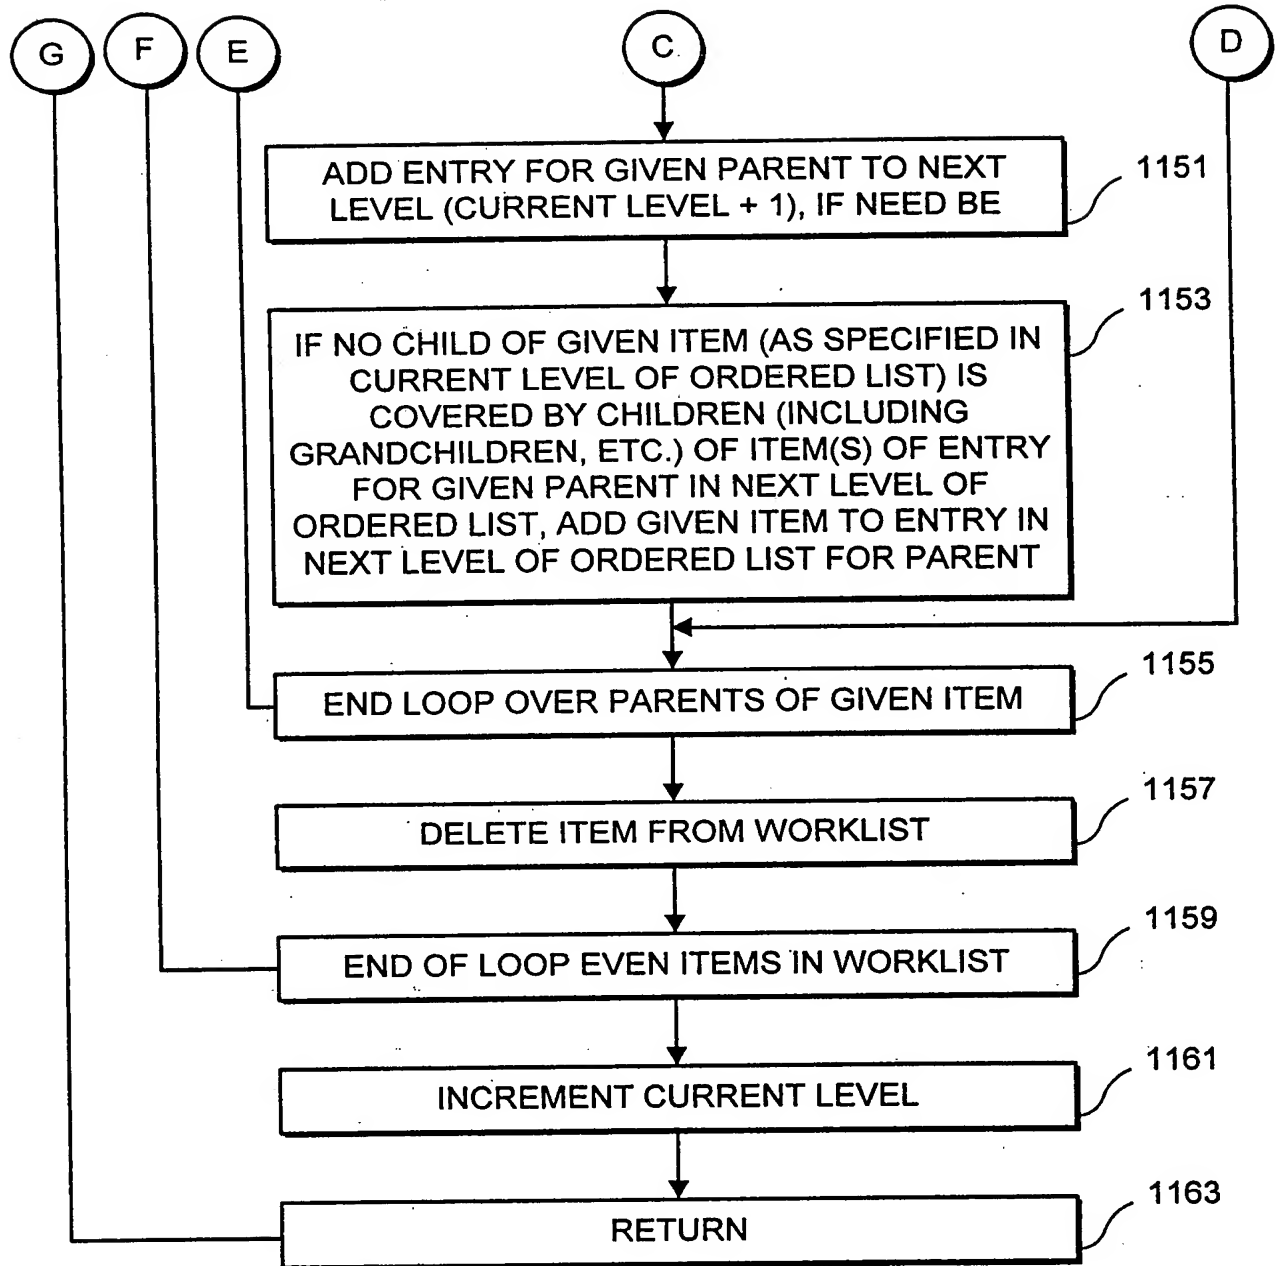 G
F
E
C
D
ADD ENTRY FOR GIVEN PARENT TO NEXT
LEVEL (CURRENT LEVEL + 1), IF NEED BE
1151
IF NO CHILD OF GIVEN ITEM (AS SPECIFIED IN
CURRENT LEVEL OF ORDERED LIST) IS
COVERED BY CHILDREN (INCLUDING
GRANDCHILDREN, ETC.) OF ITEM(S) OF ENTRY
FOR GIVEN PARENT IN NEXT LEVEL OF
ORDERED LIST, ADD GIVEN ITEM TO ENTRY IN
NEXT LEVEL OF ORDERED LIST FOR PARENT
1153
END LOOP OVER PARENTS OF GIVEN ITEM
1155
DELETE ITEM FROM WORKLIST
1157
END OF LOOP EVEN ITEMS IN WORKLIST
1159
INCREMENT CURRENT LEVEL
1161
RETURN
1163